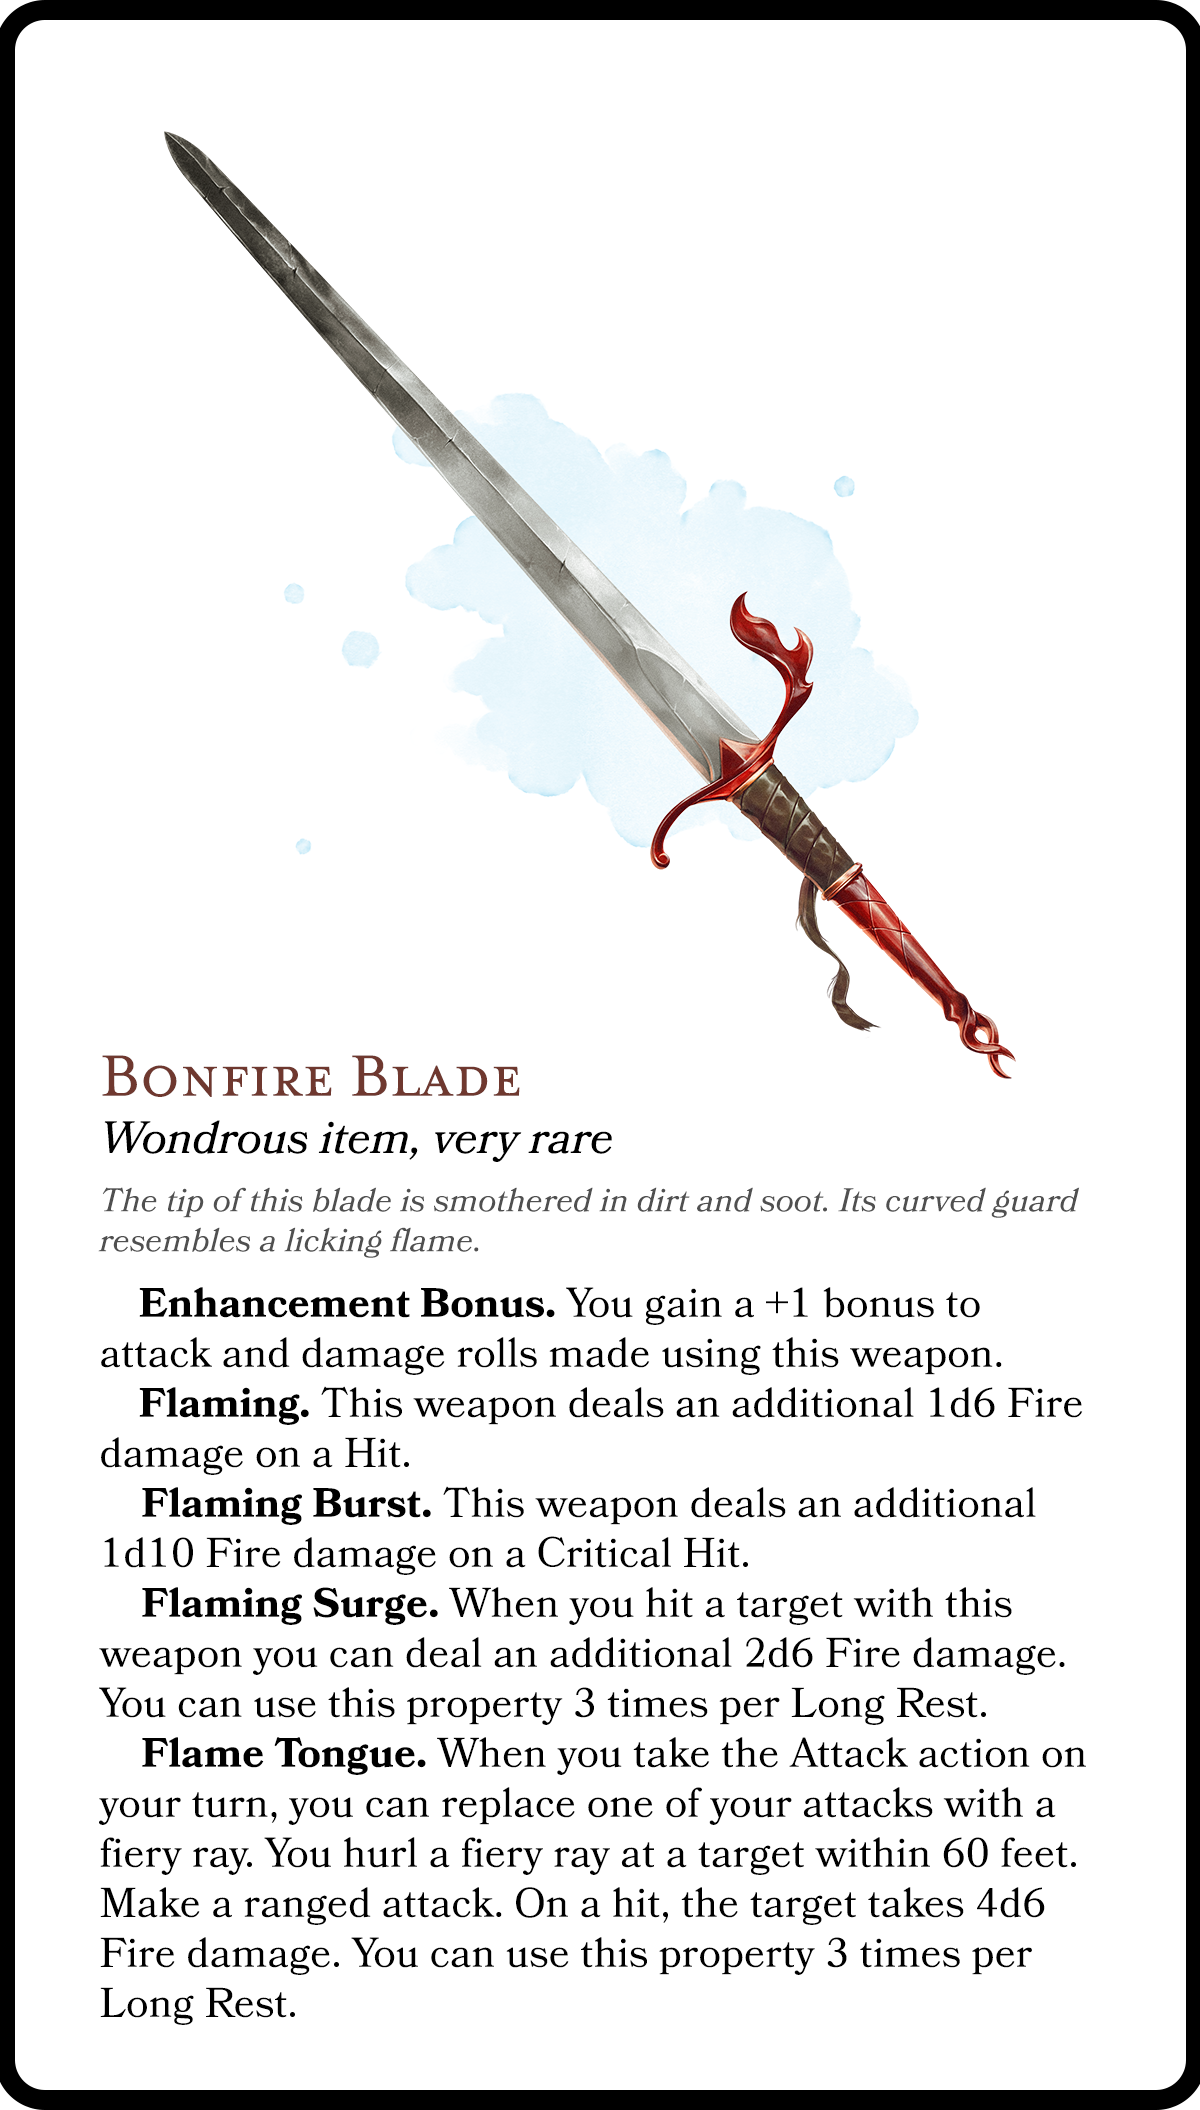 Bonfire Blade
Wondrous item, very rare
The tip of this blade is smothered in dirt and soot. Its curved guard
resembles a licking flame.
Enhancement Bonus. You gain a +1 bonus to
attack and damage rolls made using this weapon.
Flaming. This weapon deals an additional 1d6 Fire
damage on a Hit.
Flaming Burst. This weapon deals an additional
1d10 Fire damage on a Critical Hit.
Flaming Surge. When you hit a target with this
weapon you can deal an additional 2d6 Fire damage.
You can use this property 3 times per Long Rest.
Flame Tongue. When you take the Attack action on
your turn, you can replace one of your attacks with a
fiery ray. You hurl a fiery ray at a target within 60 feet.
Make a ranged attack. On a hit, the target takes 4d6
Fire damage. You can use this property 3 times per
Long Rest.